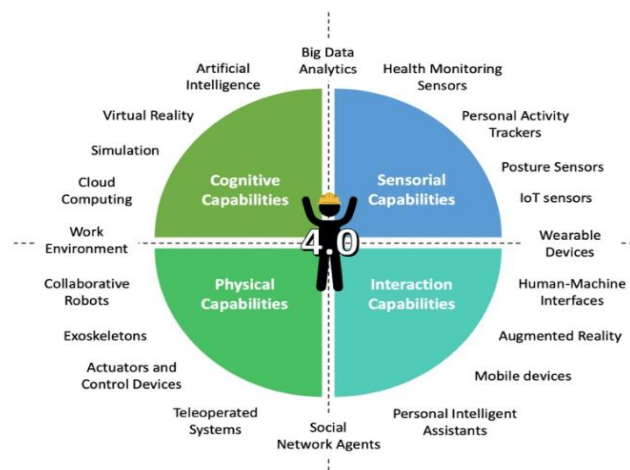 Big Data
Analytics
Artificial
Intelligence
Health Monitoring
Sensors
Virtual Reality
Personal Activity
Trackers
Simulation
Posture Sensors
Cloud
Computing
Cognitive
Capabilities
Sensorial
Capabilities
IoT sensors
Work
Environment
4.0
Wearable
Devices
Collaborative
Robots
Physical
Capabilities
Interaction
Capabilities
Human-Machine
Interfaces
Exoskeletons
Augmented Reality
Actuators and
Control Devices
Mobile devices
Teleoperated
Systems
Social
Network Agents
Personal Intelligent
Assistants